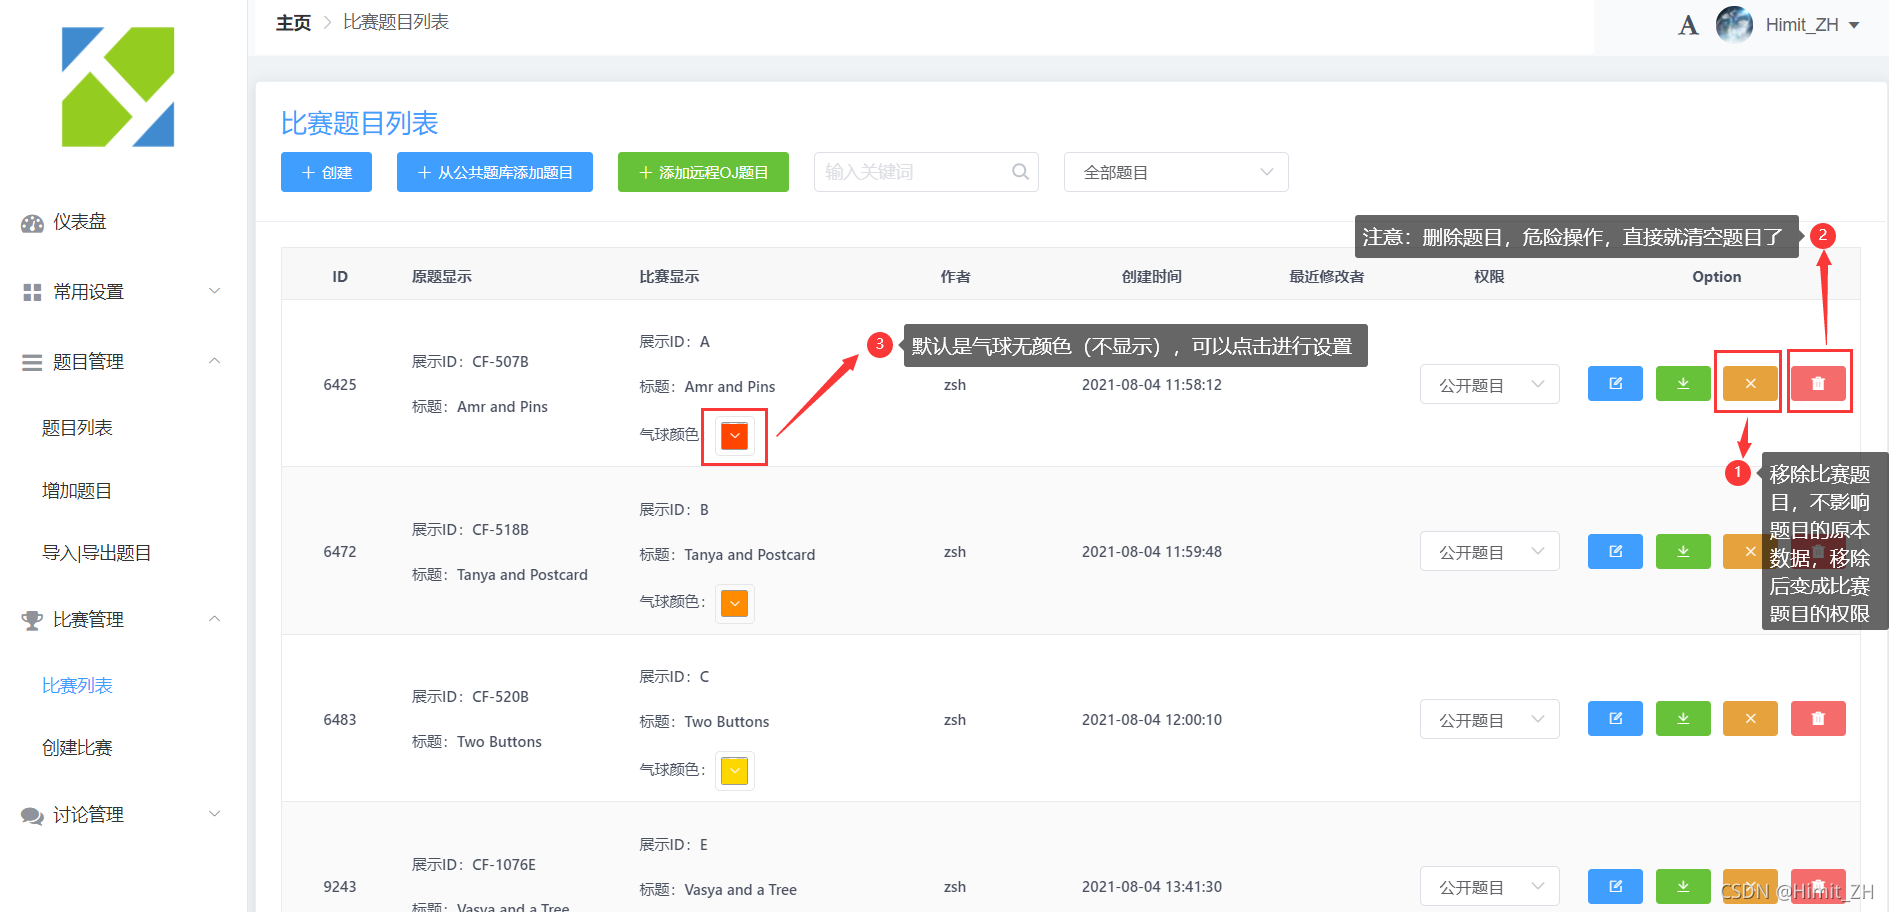 主页 > 比赛题目列表
A Himit_ZH
比赛题目列表
+ 创建
+ 从公共题库添加题目
+ 添加远程OJ题目
输入关键词
全部题目
仪表盘
常用设置
题目管理
题目列表
增加题目
导入|导出题目
比赛管理
比赛列表
创建比赛
讨论管理
注意：删除题目，危险操作，直接就清空题目了
2
ID 原题显示 比赛显示 作者 创建时间 最近修改者 权限 Option
3
默认是气球无颜色（不显示），可以点击进行设置
6425
展示ID：CF-507B
标题：Amr and Pins
展示ID：A
标题：Amr and Pins
气球颜色
zsh
2021-08-04 11:58:12
公开题目
1
移除比赛题
目，不影响
题目的原本
数据，移除
后变成比赛
题目的权限
6472
展示ID：CF-518B
标题：Tanya and Postcard
展示ID：B
标题：Tanya and Postcard
气球颜色：
zsh
2021-08-04 11:59:48
公开题目
6483
展示ID：CF-520B
标题：Two Buttons
展示ID：C
标题：Two Buttons
气球颜色：
zsh
2021-08-04 12:00:10
公开题目
9243
展示ID：CF-1076E
标题：Vasya and a Tree
展示ID：E
标题：Vasya and a Tree
zsh
2021-08-04 13:41:30
公开题目
CSDN @Himit_ZH